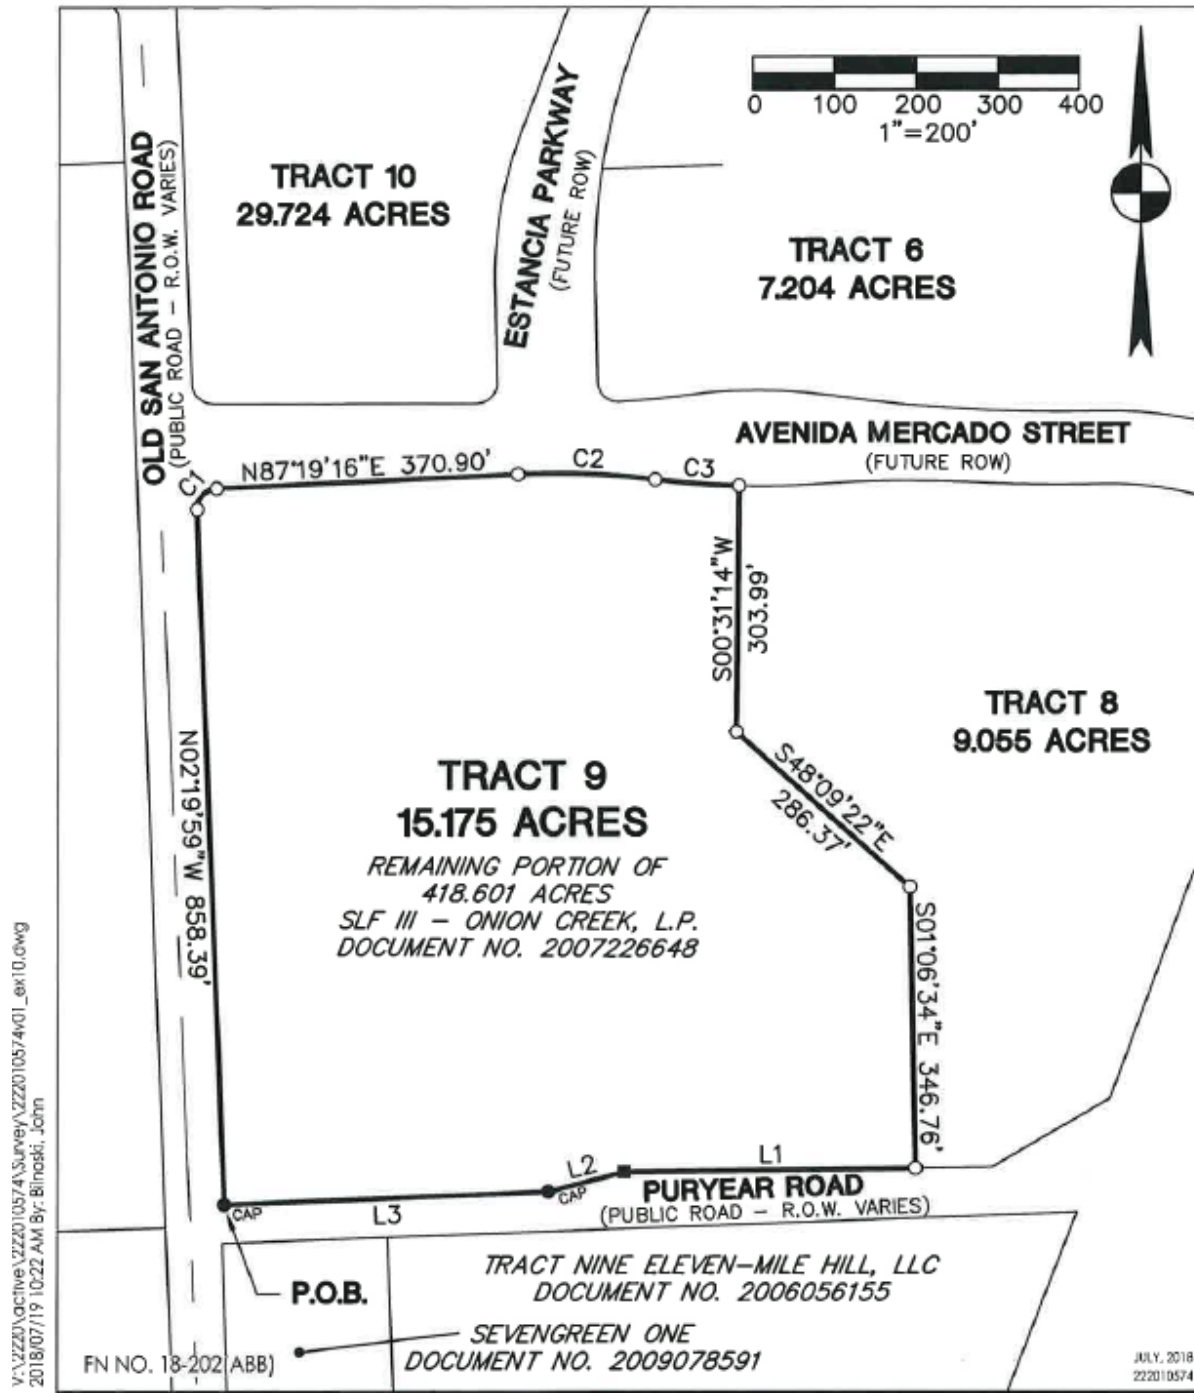 0 100 200 300 400
1"=200'
TRACT 10
29.724 ACRES
ESTANCIA PARKWAY
(FUTURE ROW)
TRACT 6
7.204 ACRES
OLD SAN ANTONIO ROAD
(PUBLIC ROAD – R.O.W. VARIES)
AVENIDA MERCADO STREET
(FUTURE ROW)
C1
N87°19'16"E 370.90'
C2
C3
S00°31'14"W
303.99'
TRACT 8
9.055 ACRES
S48°09'22"E
286.37'
N02°19'59"W 858.39'
TRACT 9
15.175 ACRES
REMAINING PORTION OF
418.601 ACRES
SLF III – ONION CREEK, L.P.
DOCUMENT NO. 2007226648
S01°06'34"E 346.76'
L1
L2
CAP
CAP
L3
PURYEAR ROAD
(PUBLIC ROAD – R.O.W. VARIES)
P.O.B.
TRACT NINE ELEVEN–MILE HILL, LLC
DOCUMENT NO. 2006056155
SEVENGREEN ONE
DOCUMENT NO. 2009078591
FN NO. 18-202(ABB)
JULY, 2018
222010574
V:\2220\active\222010574\Survey\222010574v01_ex10.dwg
2018/07/19 10:22 AM By: Bilnoski, John